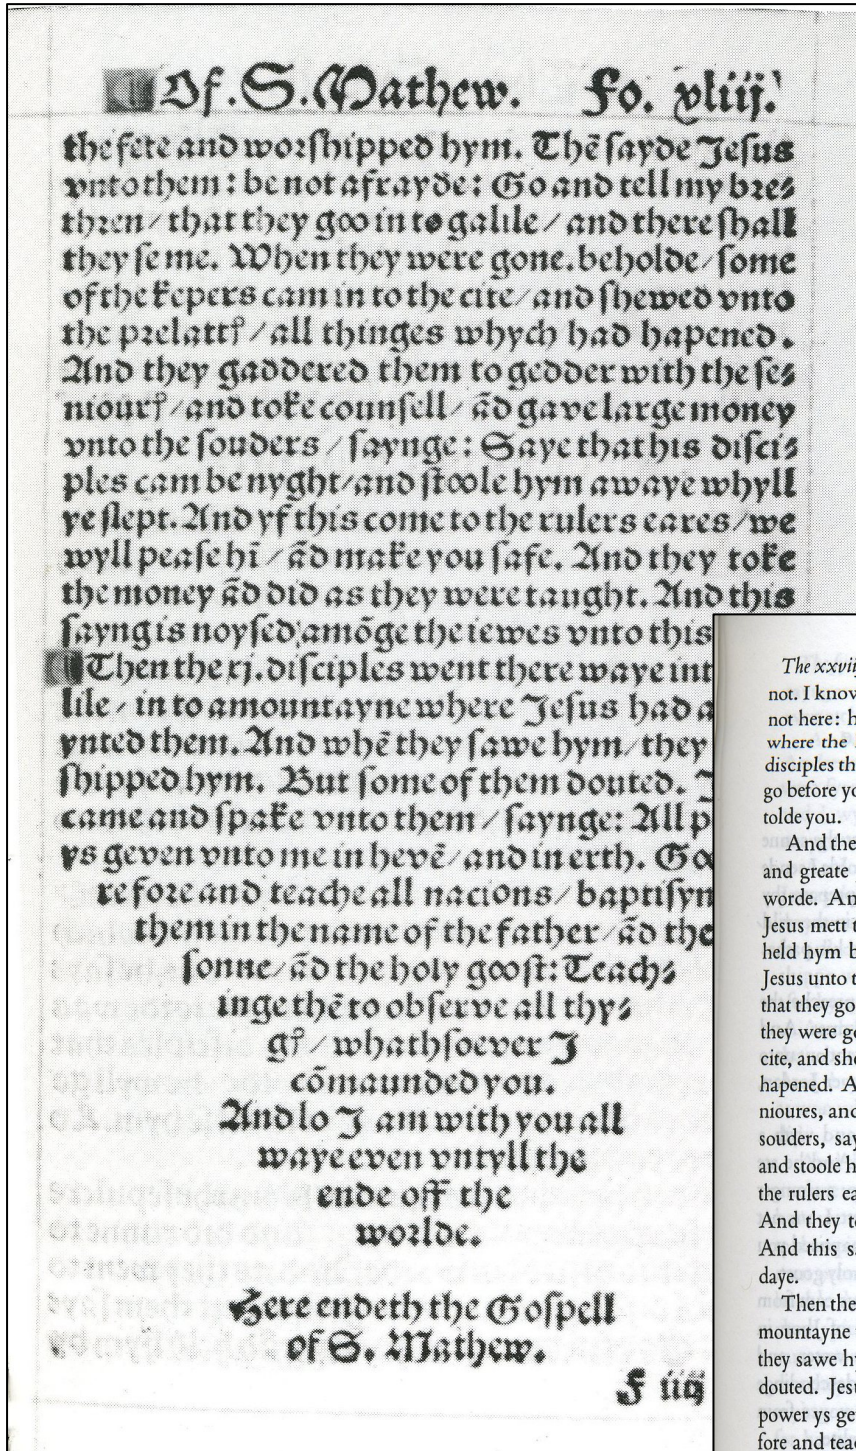 Of. S. Mathew. Fo. xliij.
the fete and worshipped hym. Thē sayde Jesus
vnto them: be not afrayde: Go and tell my bre⸗
thren/ that they goo in to galile/ and there shall
they se me. When they were gone. beholde/ some
of the kepers cam in to the cite/ and shewed vnto
the prelattꝭ/ all thinges whych had hapened.
And they gaddered them to gedder with the se⸗
niourꝭ/ and toke counsell/ ād gave large money
vnto the souders/ saynge: Saye that his disci⸗
ples cam be nyght/ and stoole hym awaye whyll
ye slept. And yf this come to the rulers eares/ we
wyll pease hī/ ād make you safe. And they toke
the money ād did as they were taught. And this
sayng is noysed amōge the iewes vnto this
Then the xj. disciples went there waye int
lile/ in to a mountayne where Jesus had a
ynted them. And whē they sawe hym/ they
shipped hym. But some of them douted. J
came and spake vnto them/ saynge: All p
ys geven vnto me in hevē/ and in erth. Go
re fore and teache all nacions/ baptisyn
them in the name of the father/ ād the
sonne/ ād the holy goost: Teach⸗
inge thē to observe all thy⸗
gꝭ/ whathsoever I
cōmaunded you.
And lo I am with you all
waye even vntyll the
ende off the
worlde.
Here endeth the Gospell
of S. Mathew.
F iiij
The xxvii
not. I know
not here: h
where the
disciples th
go before yo
tolde you.
And the
and greate
worde. An
Jesus mett t
held hym b
Jesus unto t
that they go
they were go
cite, and she
hapened. A
nioures, and
souders, say
and stoole h
the rulers ea
And they to
And this s
daye.
Then the
mountayne
they sawe hy
douted. Jesu
power ys ge
fore and teac